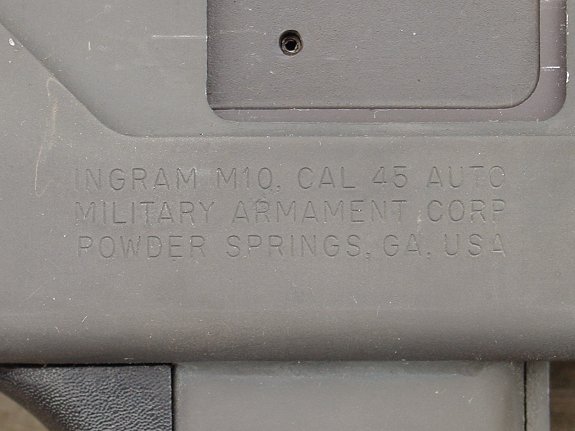 INGRAM M10, CAL 45 AUTO
MILITARY ARMAMENT CORP
POWDER SPRINGS, GA, USA